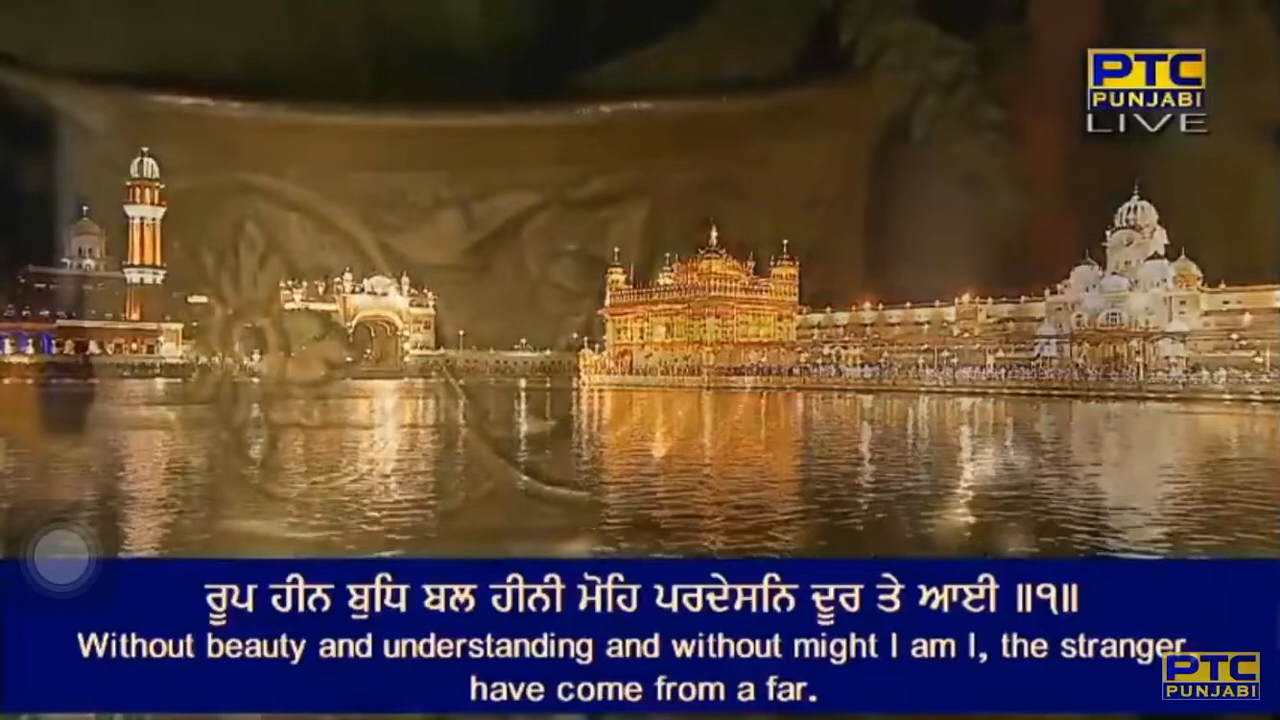 PTC
PUNJABI
LIVE
ਰੂਪ ਹੀਨ ਬੁਧਿ ਬਲ ਹੀਨੀ ਮੋਹਿ ਪਰਦੇਸਨਿ ਦੂਰ ਤੇ ਆਈ ॥੧॥
Without beauty and understanding and without might I am I, the stranger
have come from a far.
PTC
PUNJABI